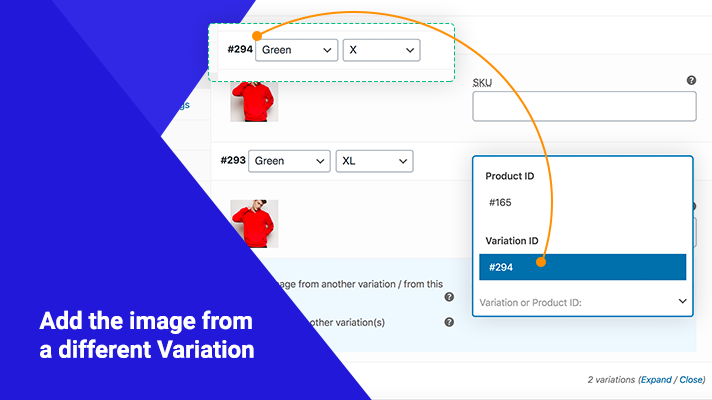 #294 Green X
SKU
gs
#293 Green XL
Product ID
#165
Variation ID
#294
Variation or Product ID:
age from another variation / from this
other variation(s)
Add the image from
a different Variation
2 variations (Expand / Close)